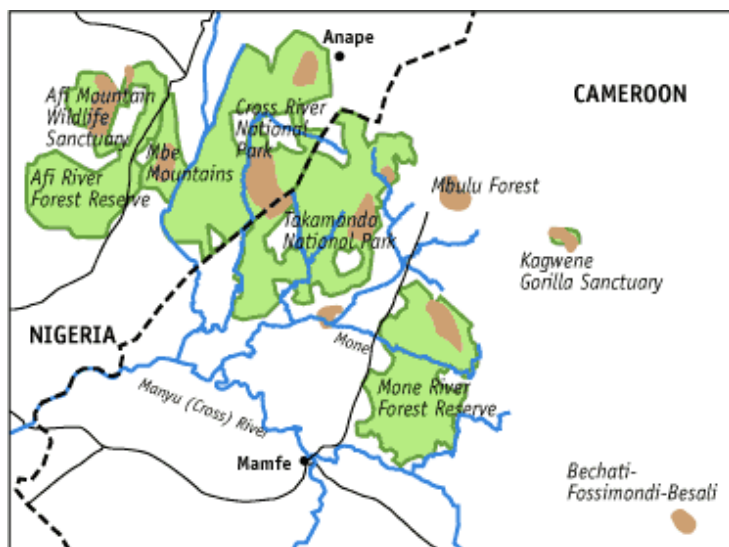 Anape
CAMEROON
Afi Mountain
Wildlife
Sanctuary
Cross River
National
Park
Mbe
Mountains
Afi River
Forest Reserve
Mbulu Forest
Takamanda
National Park
Kagwene
Gorilla Sanctuary
NIGERIA
Mone
Mone River
Forest Reserve
Manyu (Cross) River
Mamfe
Bechati-
Fossimondi-Besali